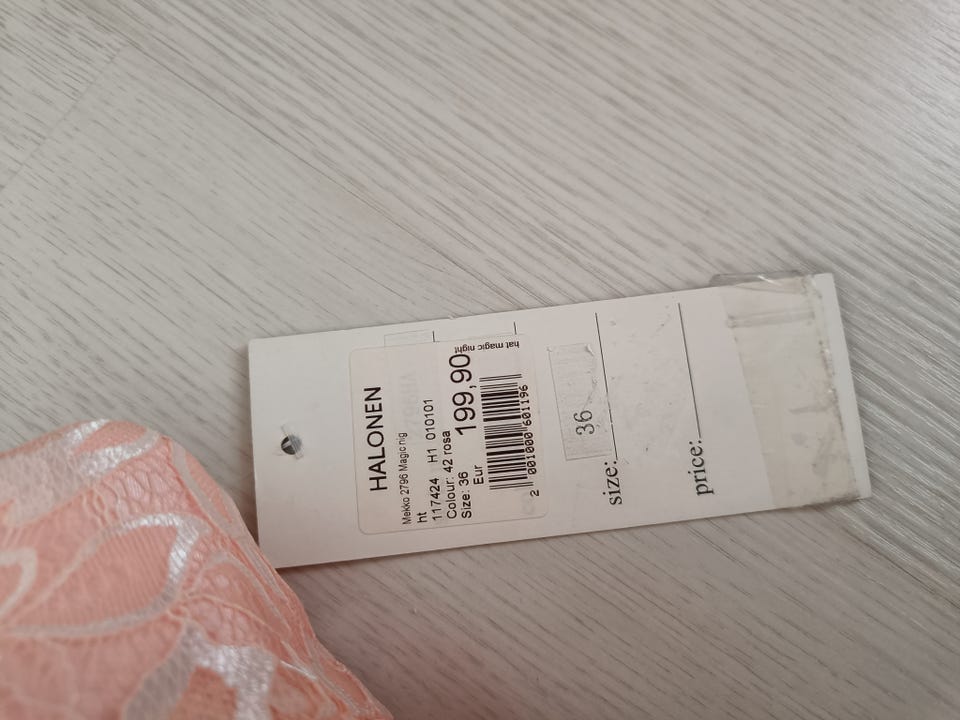 HALONEN
Mekko 2796 Magic nig
ht
117424 H1 010101
Colour: 42 rosa
Size: 36
Eur 199,90
2 001000 601196
hat magic night
36
size:
price: